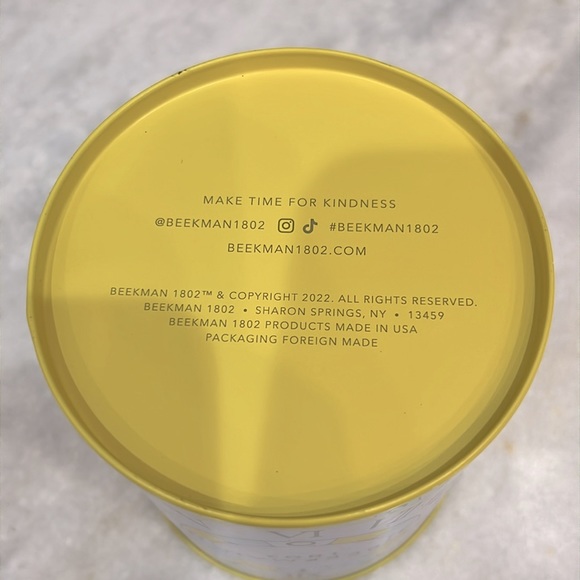 MAKE TIME FOR KINDNESS
@BEEKMAN1802 #BEEKMAN1802
BEEKMAN1802.COM
BEEKMAN 1802™ & COPYRIGHT 2022. ALL RIGHTS RESERVED.
BEEKMAN 1802 • SHARON SPRINGS, NY • 13459
BEEKMAN 1802 PRODUCTS MADE IN USA
PACKAGING FOREIGN MADE